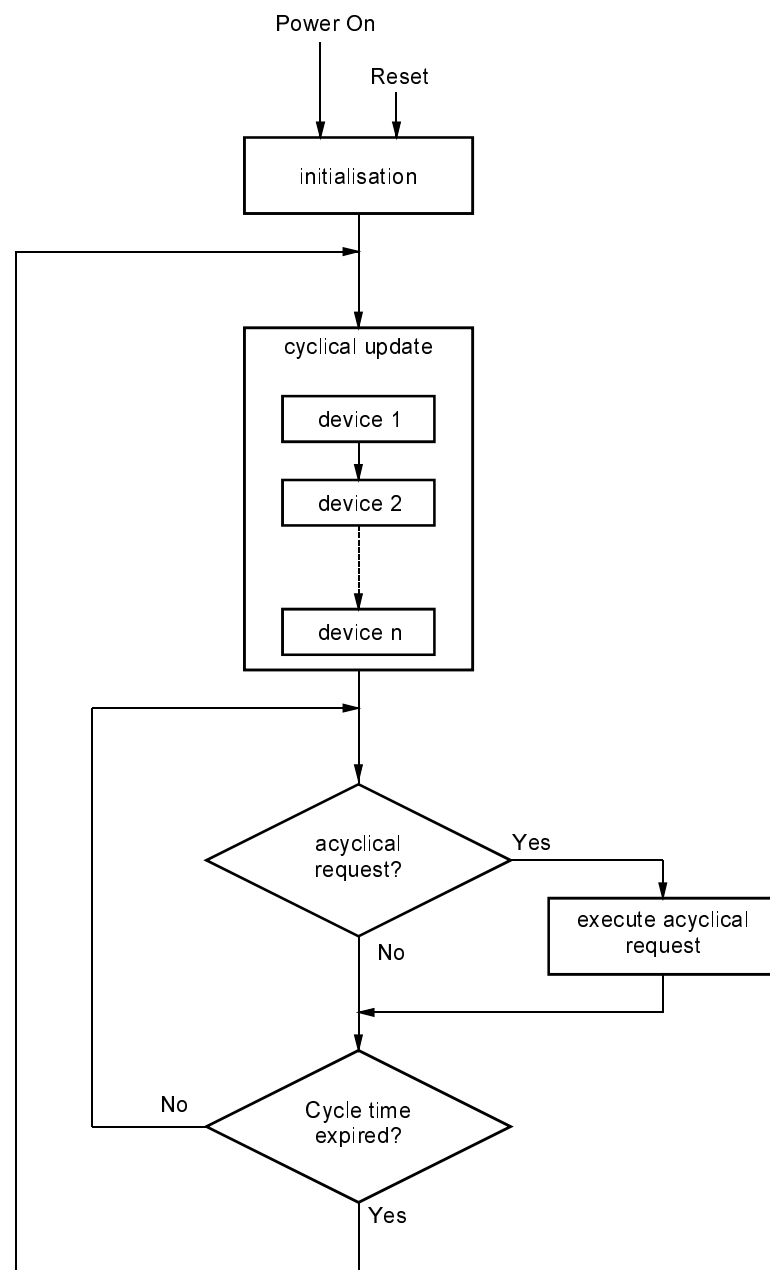 Power On
Reset
initialisation
cyclical update
device 1
device 2
device n
acyclical
request?
Yes
execute acyclical
request
No
Cycle time
expired?
No
Yes